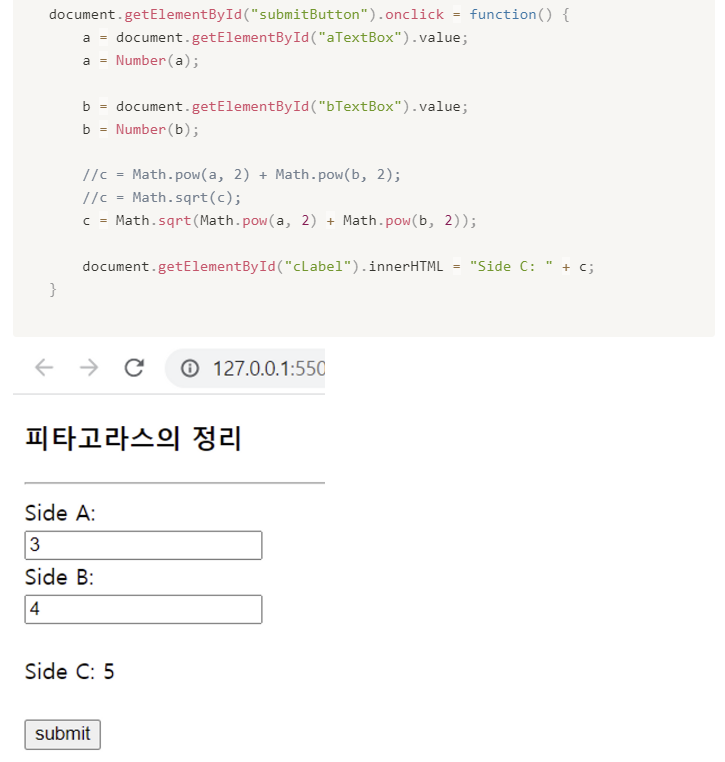 document.getElementById("submitButton").onclick = function() {
    a = document.getElementById("aTextBox").value;
    a = Number(a);

    b = document.getElementById("bTextBox").value;
    b = Number(b);

    //c = Math.pow(a, 2) + Math.pow(b, 2);
    //c = Math.sqrt(c);
    c = Math.sqrt(Math.pow(a, 2) + Math.pow(b, 2));

    document.getElementById("cLabel").innerHTML = "Side C: " + c;
}
127.0.0.1:550
피타고라스의 정리
Side A:
3
Side B:
4
Side C: 5
submit